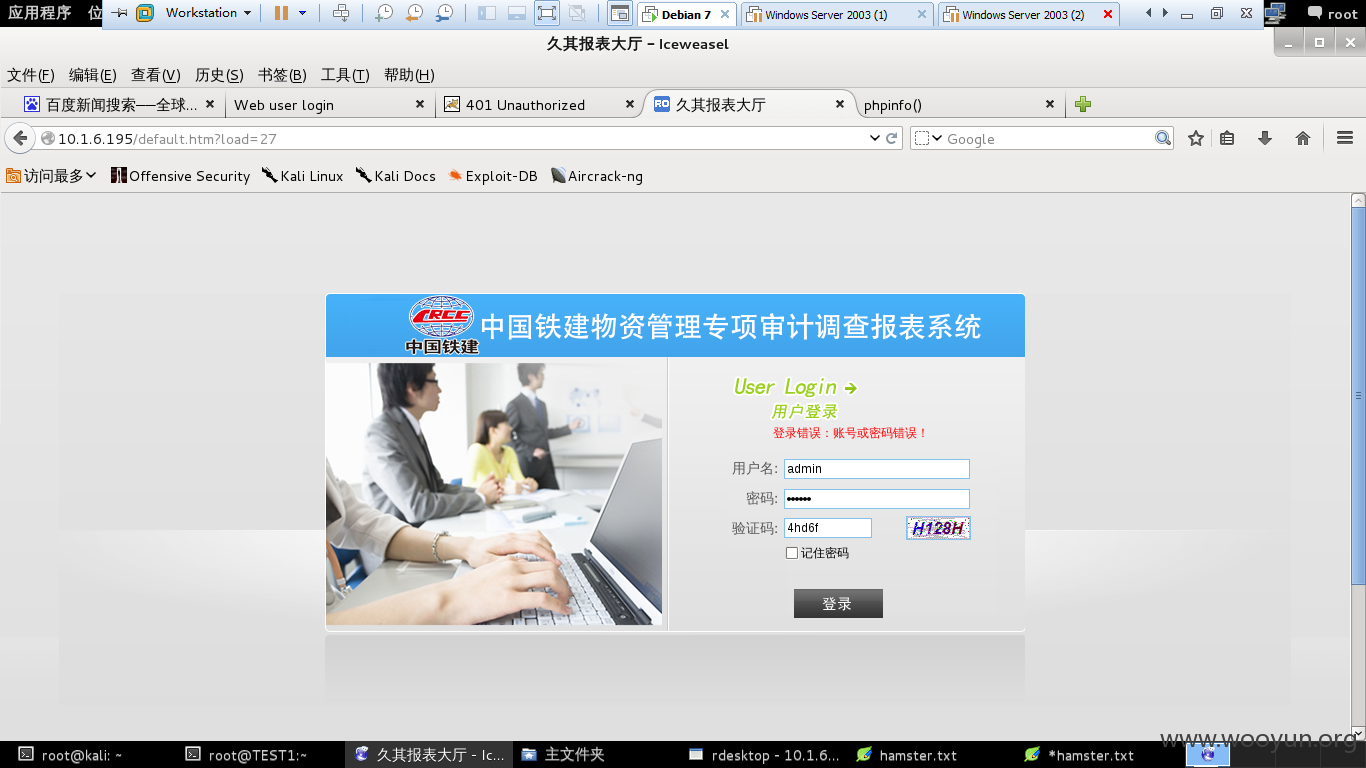 应用程序 位 Workstation Debian 7 Windows Server 2003 (1) Windows Server 2003 (2) root
久其报表大厅 - Iceweasel
文件(F) 编辑(E) 查看(V) 历史(S) 书签(B) 工具(T) 帮助(H)
百度新闻搜索——全球... Web user login 401 Unauthorized RO 久其报表大厅 phpinfo()
10.1.6.195/default.htm?load=27 Google
访问最多 Offensive Security Kali Linux Kali Docs Exploit-DB Aircrack-ng
CRCC
中国铁建
中国铁建物资管理专项审计调查报表系统
User Login
用户登录
登录错误：账号或密码错误！
用户名: admin
密码: ••••••
验证码: 4hd6f H128H
记住密码
登录
www.wooyun.org
root@kali: ~ root@TEST1:~ 久其报表大厅 - Ic... 主文件夹 rdesktop - 10.1.6... hamster.txt *hamster.txt